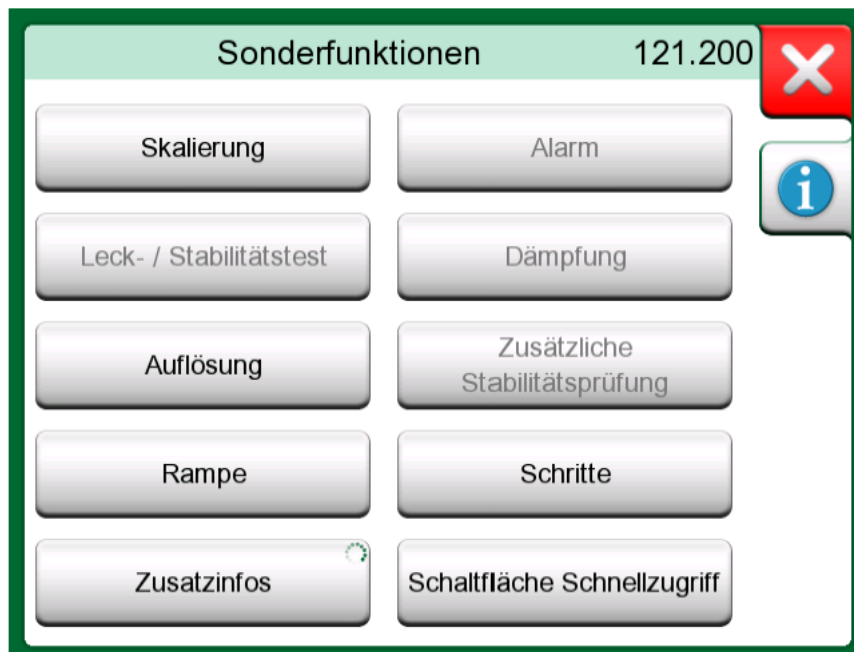 Sonderfunktionen 121.200
Skalierung
Alarm
Leck- / Stabilitätstest
Dämpfung
Auflösung
Zusätzliche
Stabilitätsprüfung
Rampe
Schritte
Zusatzinfos
Schaltfläche Schnellzugriff